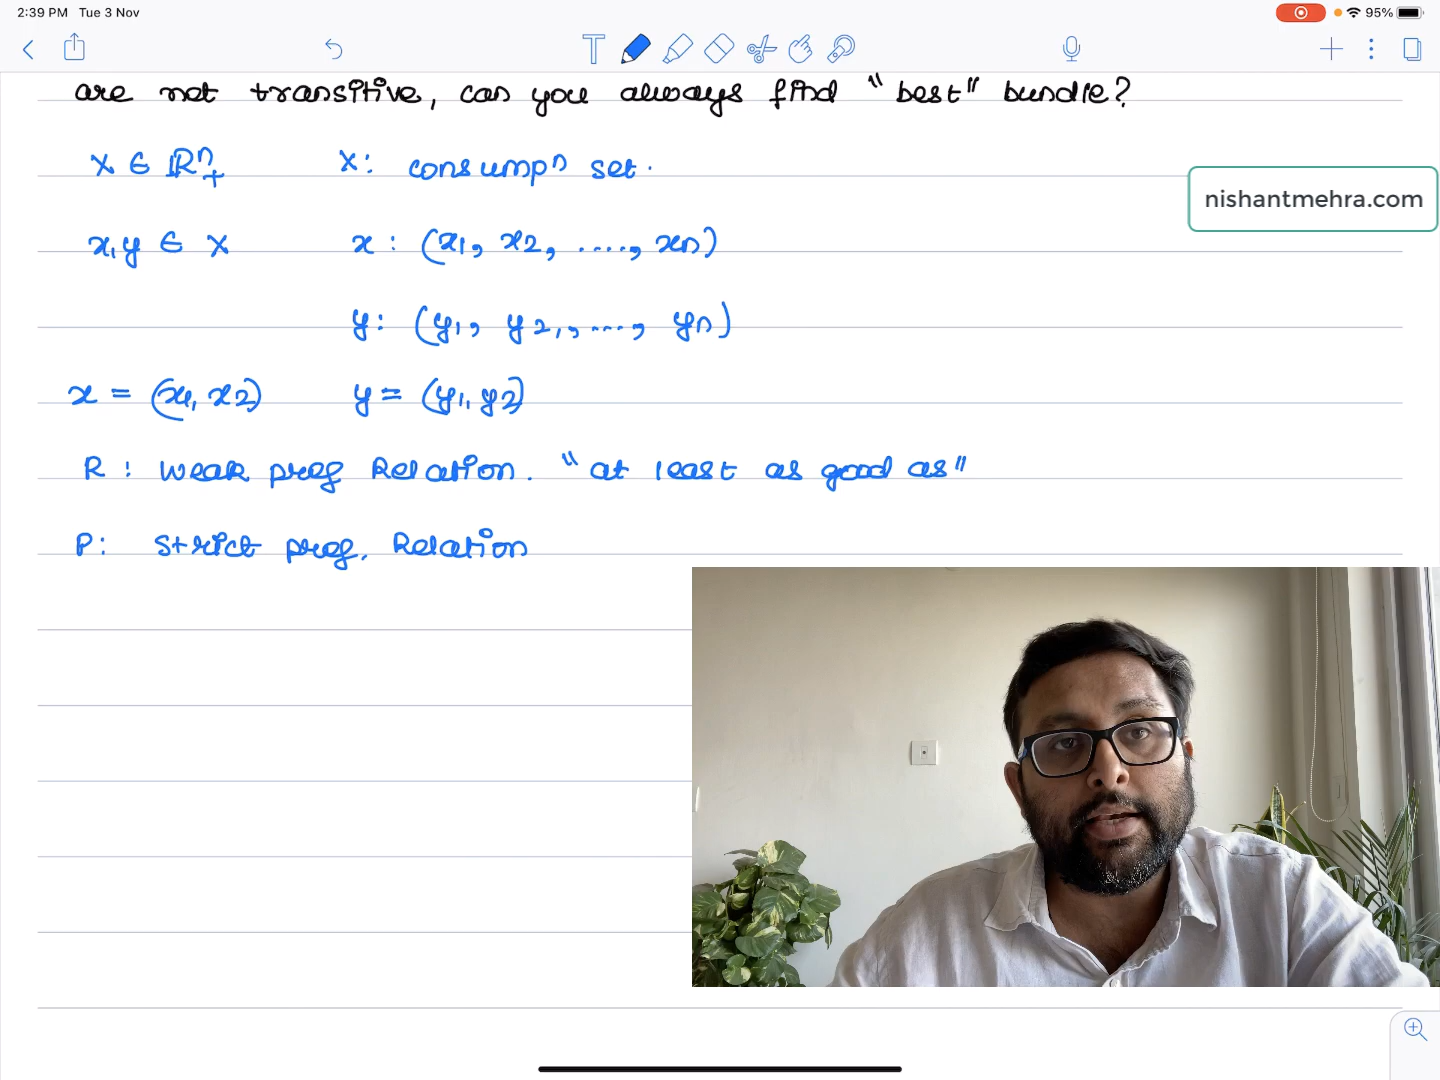 2:39 PM Tue 3 Nov
95%
are not transitive, can you always find "best" bundle?
X ∈ ℝⁿ₊ X: consumpⁿ set.
nishantmehra.com
x, y ∈ X x: (x1, x2, ....., xn)
y: (y1, y2, , ...., yn)
x = (x1, x2) y = (y1, y2)
R: Weak pref Relation. "at least as good as"
P: Strict pref. Relation